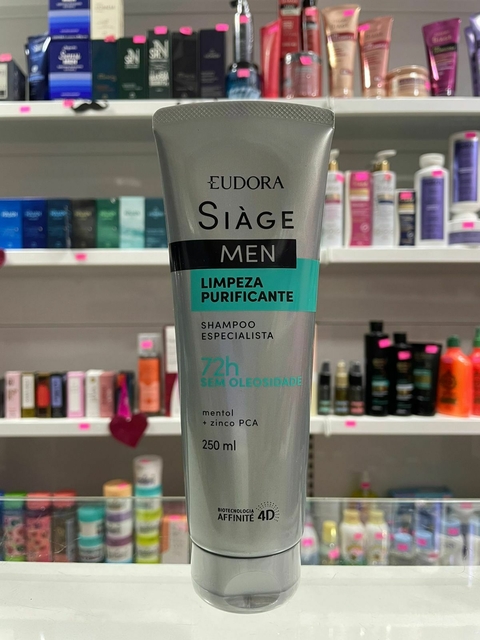 EUDORA
SIÀGE
MEN
LIMPEZA
PURIFICANTE
SHAMPOO
ESPECIALISTA
72h
SEM OLEOSIDADE
mentol
+ zinco PCA
250 ml
BIOTECNOLOGIA
AFFINITÉ 4D